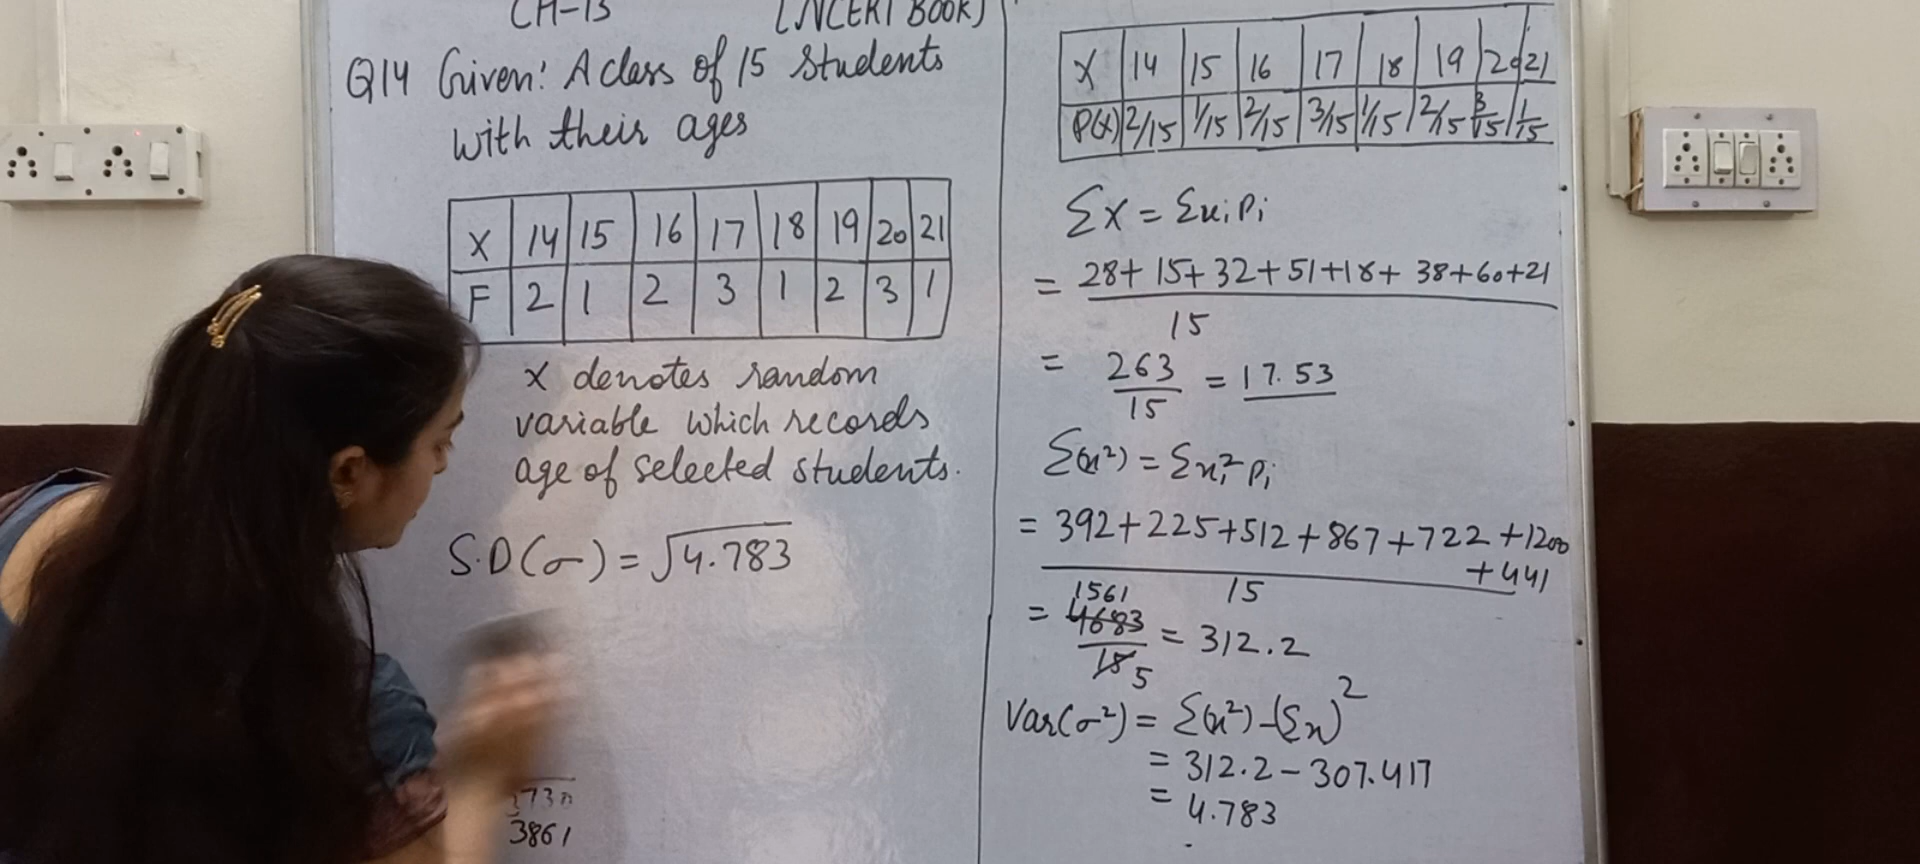 CH-13 [NCERT BOOK]
Q14 Given: A class of 15 Students
with their ages
X 14 15 16 17 18 19 20 21
F 2 1 2 3 1 2 3 1
X denotes random
variable which records
age of selected students.
S.D(σ) = √4.783
3861
X 14 15 16 17 18 19 20 21
P(X) 2/15 1/15 2/15 3/15 1/15 2/15 3/15 1/15
Σx = Σxipi
= 28+15+32+51+18+38+60+21
15
= 263/15 = 17.53
Σ(x²) = Σxi²pi
= 392+225+512+867+722+1200
+441
15
1561
= 4683/15 = 312.2
5
Var(σ²) = Σ(x²)-(Σx)²
= 312.2-307.417
= 4.783